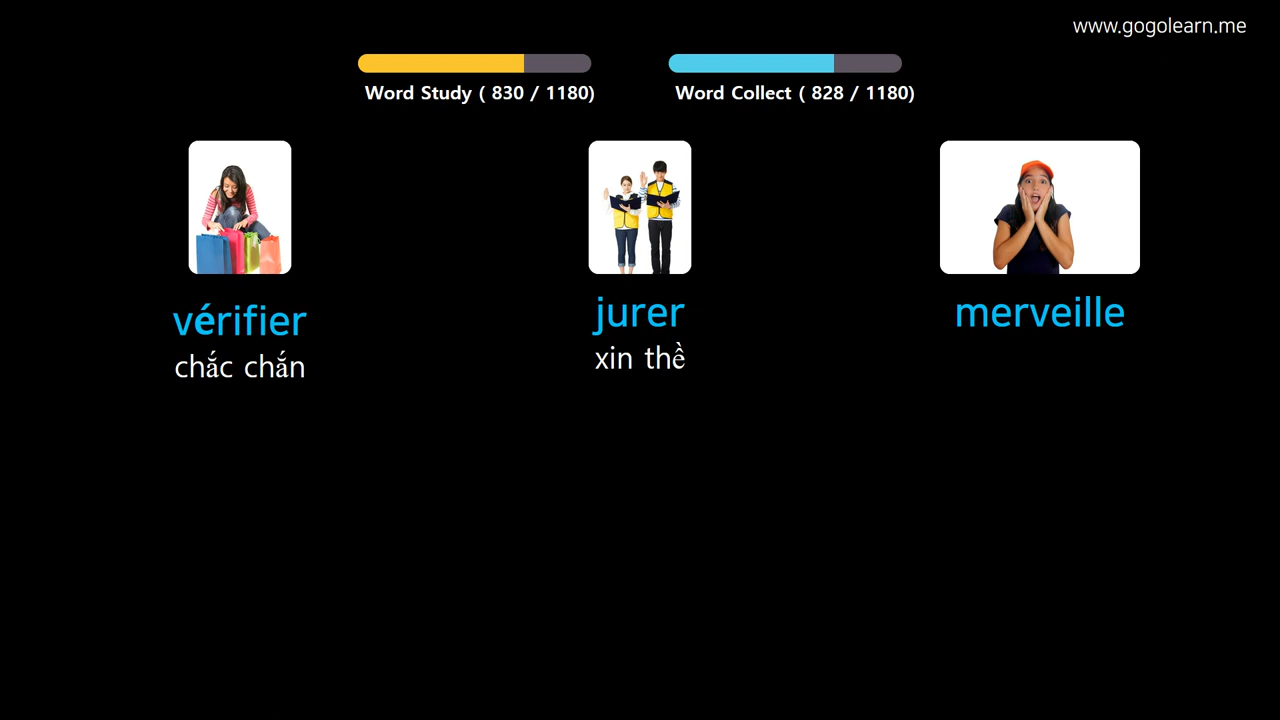 www.gogolearn.me
Word Study ( 830 / 1180)
Word Collect ( 828 / 1180)
vérifier
chắc chắn
jurer
xin thề
merveille